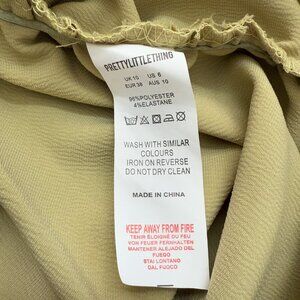 PRETTYLITTLETHING
UK 10 US 6
EUR 38 AUS 10
96% POLYESTER
4% ELASTANE
WASH WITH SIMILAR
COLOURS
IRON ON REVERSE
DO NOT DRY CLEAN
MADE IN CHINA
KEEP AWAY FROM FIRE
TENIR ÉLOIGNÉ DU FEU
VON FEUER FERNHALTEN
MANTENER ALEJADO DEL
FUEGO
STAI LONTANO
DAL FUOCO